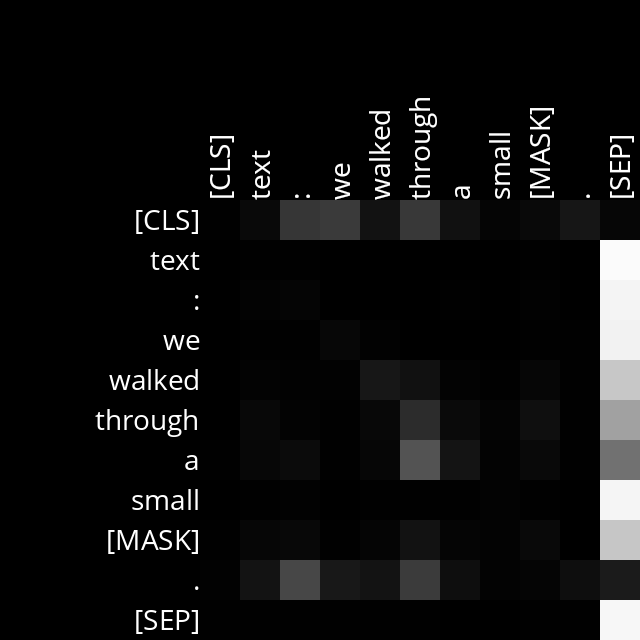 [CLS] text : we walked through a small [MASK] . [SEP]
[CLS]
text
:
we
walked
through
a
small
[MASK]
.
[SEP]